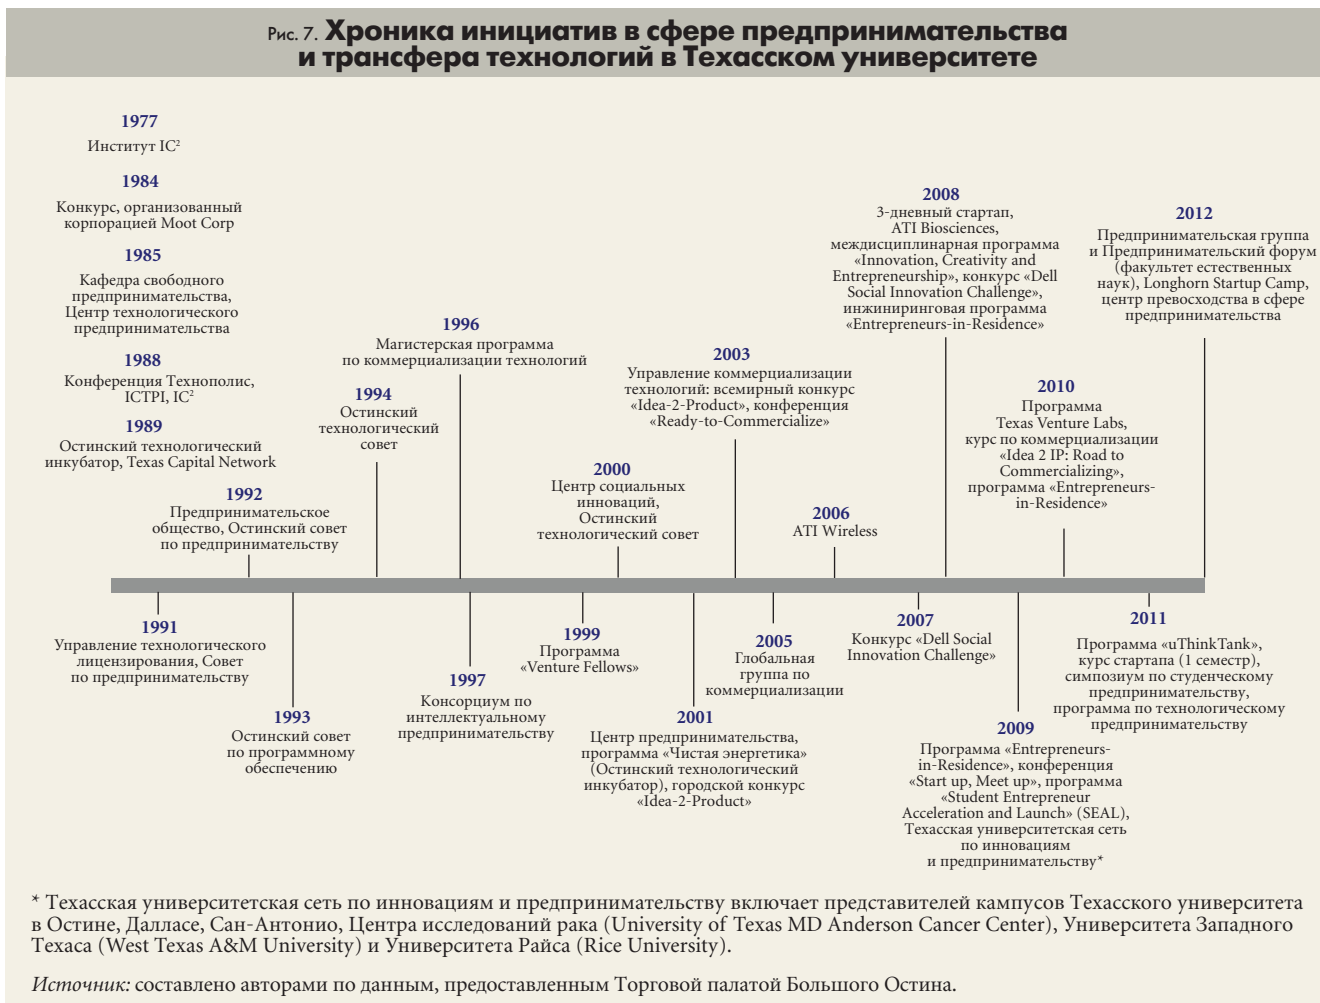 Рис. 7. Хроника инициатив в сфере предпринимательства
и трансфера технологий в Техасском университете
1977
Институт IC²
1984
Конкурс, организованный
корпорацией Moot Corp
1985
Кафедра свободного
предпринимательства,
Центр технологического
предпринимательства
1988
Конференция Технополис,
ICTPI, IC²
1989
Остинский технологический
инкубатор, Texas Capital Network
1992
Предпринимательское
общество, Остинский совет
по предпринимательству
1994
Остинский
технологический
совет
1996
Магистерская программа
по коммерциализации технологий
2000
Центр социальных
инноваций,
Остинский
технологический совет
2003
Управление коммерциализации
технологий: всемирный конкурс
«Idea-2-Product», конференция
«Ready-to-Commercialize»
2006
ATI Wireless
2008
3-дневный стартап,
ATI Biosciences,
междисциплинарная программа
«Innovation, Creativity and
Entrepreneurship», конкурс «Dell
Social Innovation Challenge»,
инжиниринговая программа
«Entrepreneurs-in-Residence»
2010
Программа
Texas Venture Labs,
курс по коммерциализации
«Idea 2 IP: Road to
Commercializing»,
программа «Entrepreneurs-
in-Residence»
2012
Предпринимательская группа
и Предпринимательский форум
(факультет естественных
наук), Longhorn Startup Camp,
центр превосходства в сфере
предпринимательства
1991
Управление технологического
лицензирования, Совет
по предпринимательству
1993
Остинский совет
по программному
обеспечению
1997
Консорциум по
интеллектуальному
предпринимательству
1999
Программа
«Venture Fellows»
2001
Центр предпринимательства,
программа «Чистая энергетика»
(Остинский технологический
инкубатор), городской конкурс
«Idea-2-Product»
2005
Глобальная
группа по
коммерциализации
2007
Конкурс «Dell Social
Innovation Challenge»
2009
Программа «Entrepreneurs-
in-Residence», конференция
«Start up, Meet up», программа
«Student Entrepreneur
Acceleration and Launch» (SEAL),
Техасская университетская сеть
по инновациям
и предпринимательству*
2011
Программа «uThinkTank»,
курс стартапа (1 семестр),
симпозиум по студенческому
предпринимательству,
программа по технологическому
предпринимательству
* Техасская университетская сеть по инновациям и предпринимательству включает представителей кампусов Техасского университета
в Остине, Далласе, Сан-Антонио, Центра исследований рака (University of Texas MD Anderson Cancer Center), Университета Западного
Техаса (West Texas A&M University) и Университета Райса (Rice University).
Источник: составлено авторами по данным, предоставленным Торговой палатой Большого Остина.